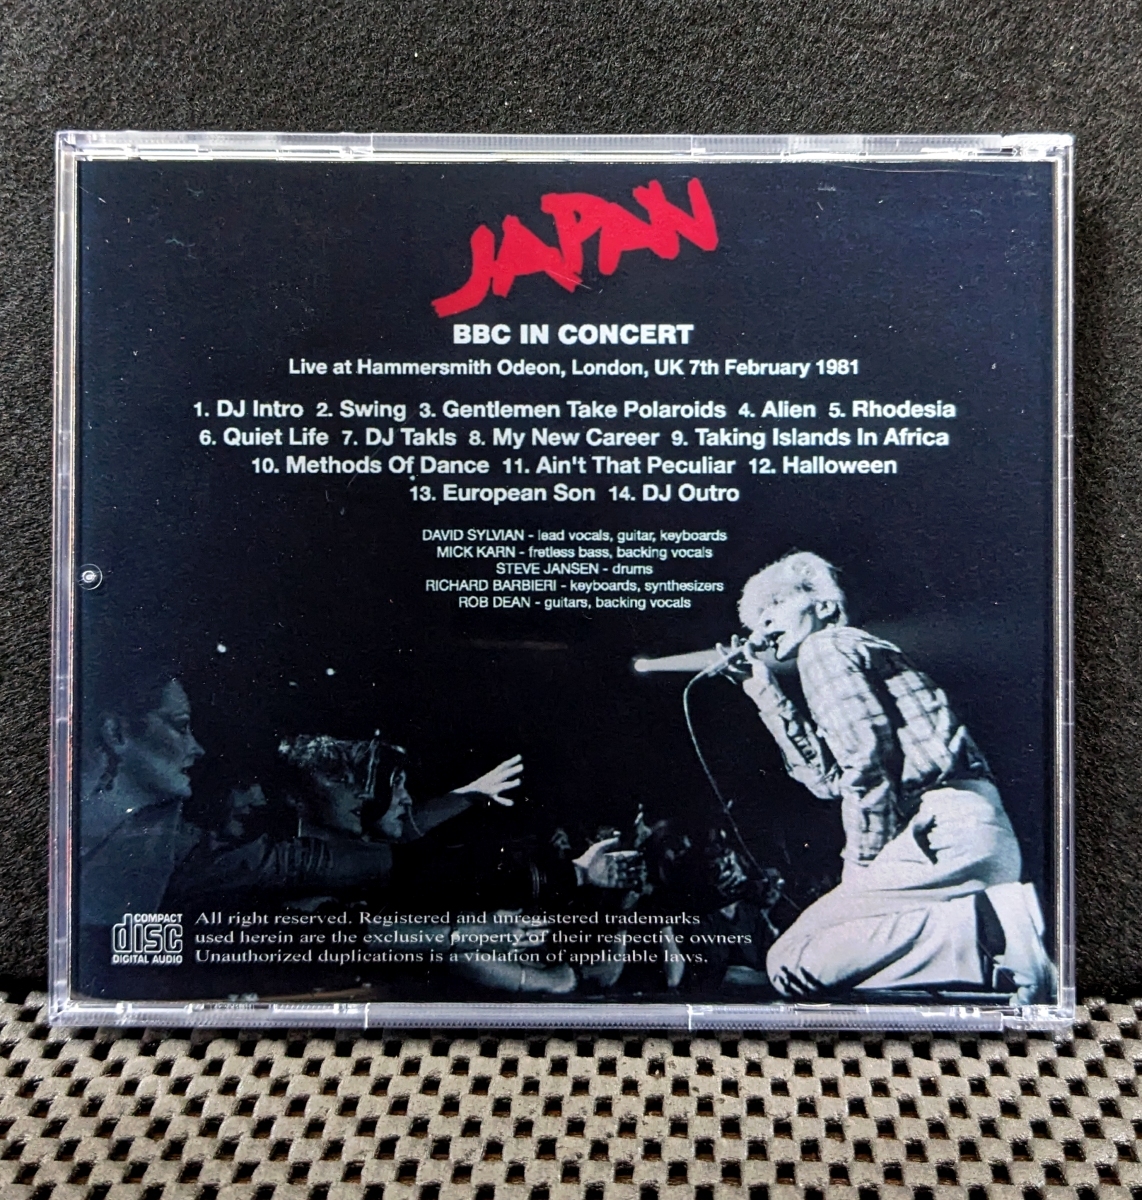 JAPAN
BBC IN CONCERT
Live at Hammersmith Odeon, London, UK 7th February 1981
1. DJ Intro 2. Swing 3. Gentlemen Take Polaroids 4. Alien 5. Rhodesia
6. Quiet Life 7. DJ Takls 8. My New Career 9. Taking Islands In Africa
10. Methods Of Dance 11. Ain't That Peculiar 12. Halloween
13. European Son 14. DJ Outro
DAVID SYLVIAN - lead vocals, guitar, keyboards
MICK KARN - fretless bass, backing vocals
STEVE JANSEN - drums
RICHARD BARBIERI - keyboards, synthesizers
ROB DEAN - guitars, backing vocals
COMPACT
disc
DIGITAL AUDIO
All right reserved. Registered and unregistered trademarks
used herein are the exclusive property of their respective owners
Unauthorized duplications is a violation of applicable laws.